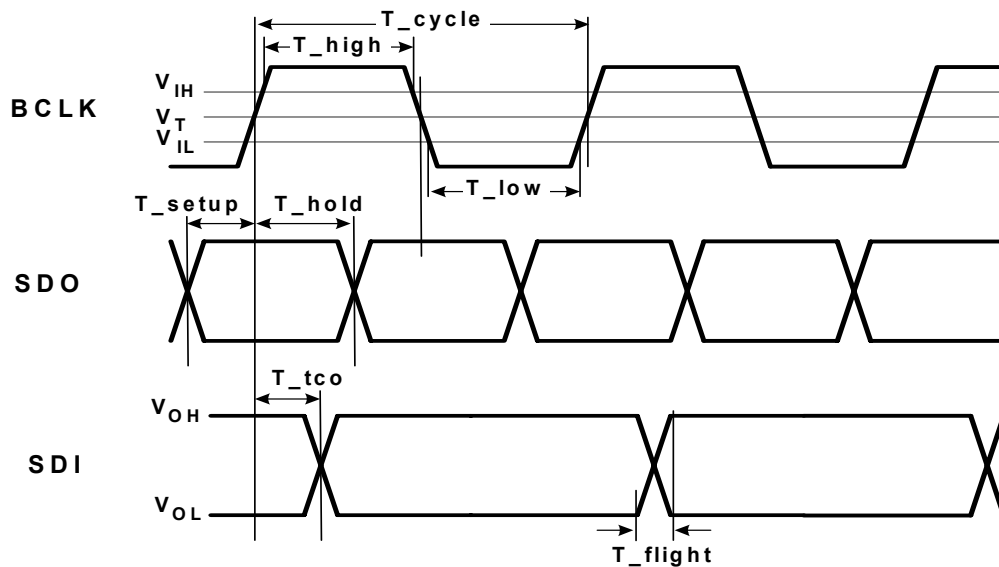 T_cycle
T_high
BCLK
VIH
VT
VIL
T_low
T_setup
T_hold
SDO
T_tco
VOH
SDI
VOL
T_flight